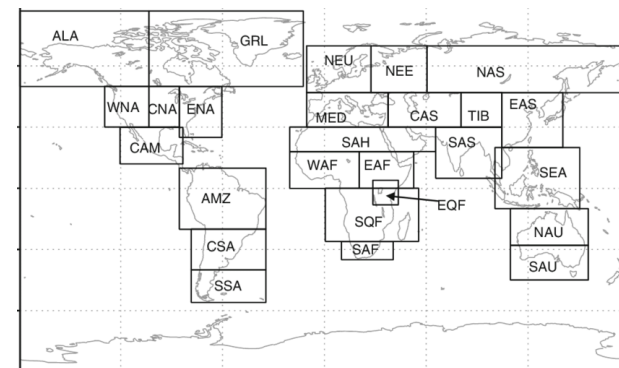 ALA
GRL
NEU
NEE
NAS
WNA
CNA
ENA
MED
CAS
TIB
EAS
CAM
SAH
SAS
WAF
EAF
SEA
AMZ
EQF
SQF
NAU
CSA
SAF
SAU
SSA